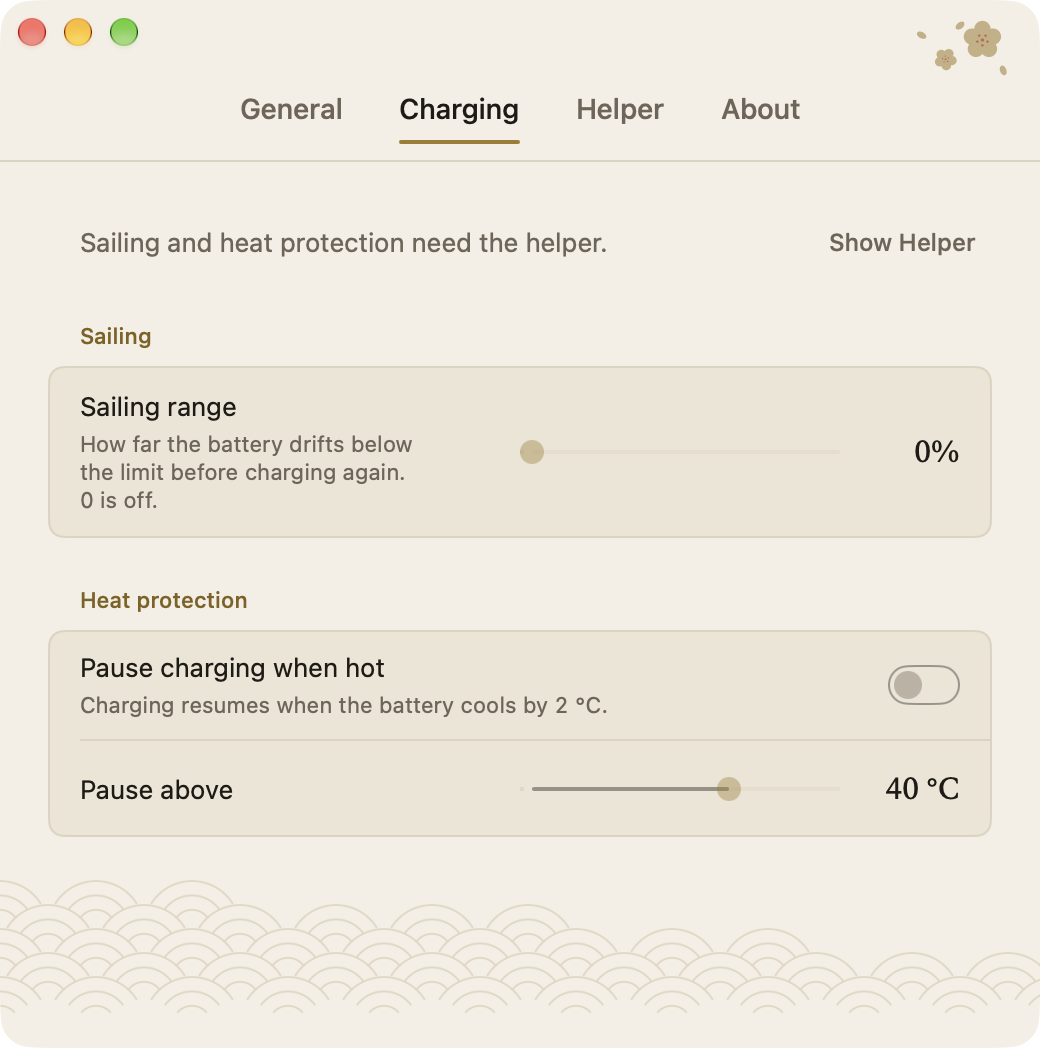 General Charging Helper About
Sailing and heat protection need the helper. Show Helper
Sailing
Sailing range
How far the battery drifts below
the limit before charging again.
0 is off.
0%
Heat protection
Pause charging when hot
Charging resumes when the battery cools by 2 °C.
Pause above 40 °C